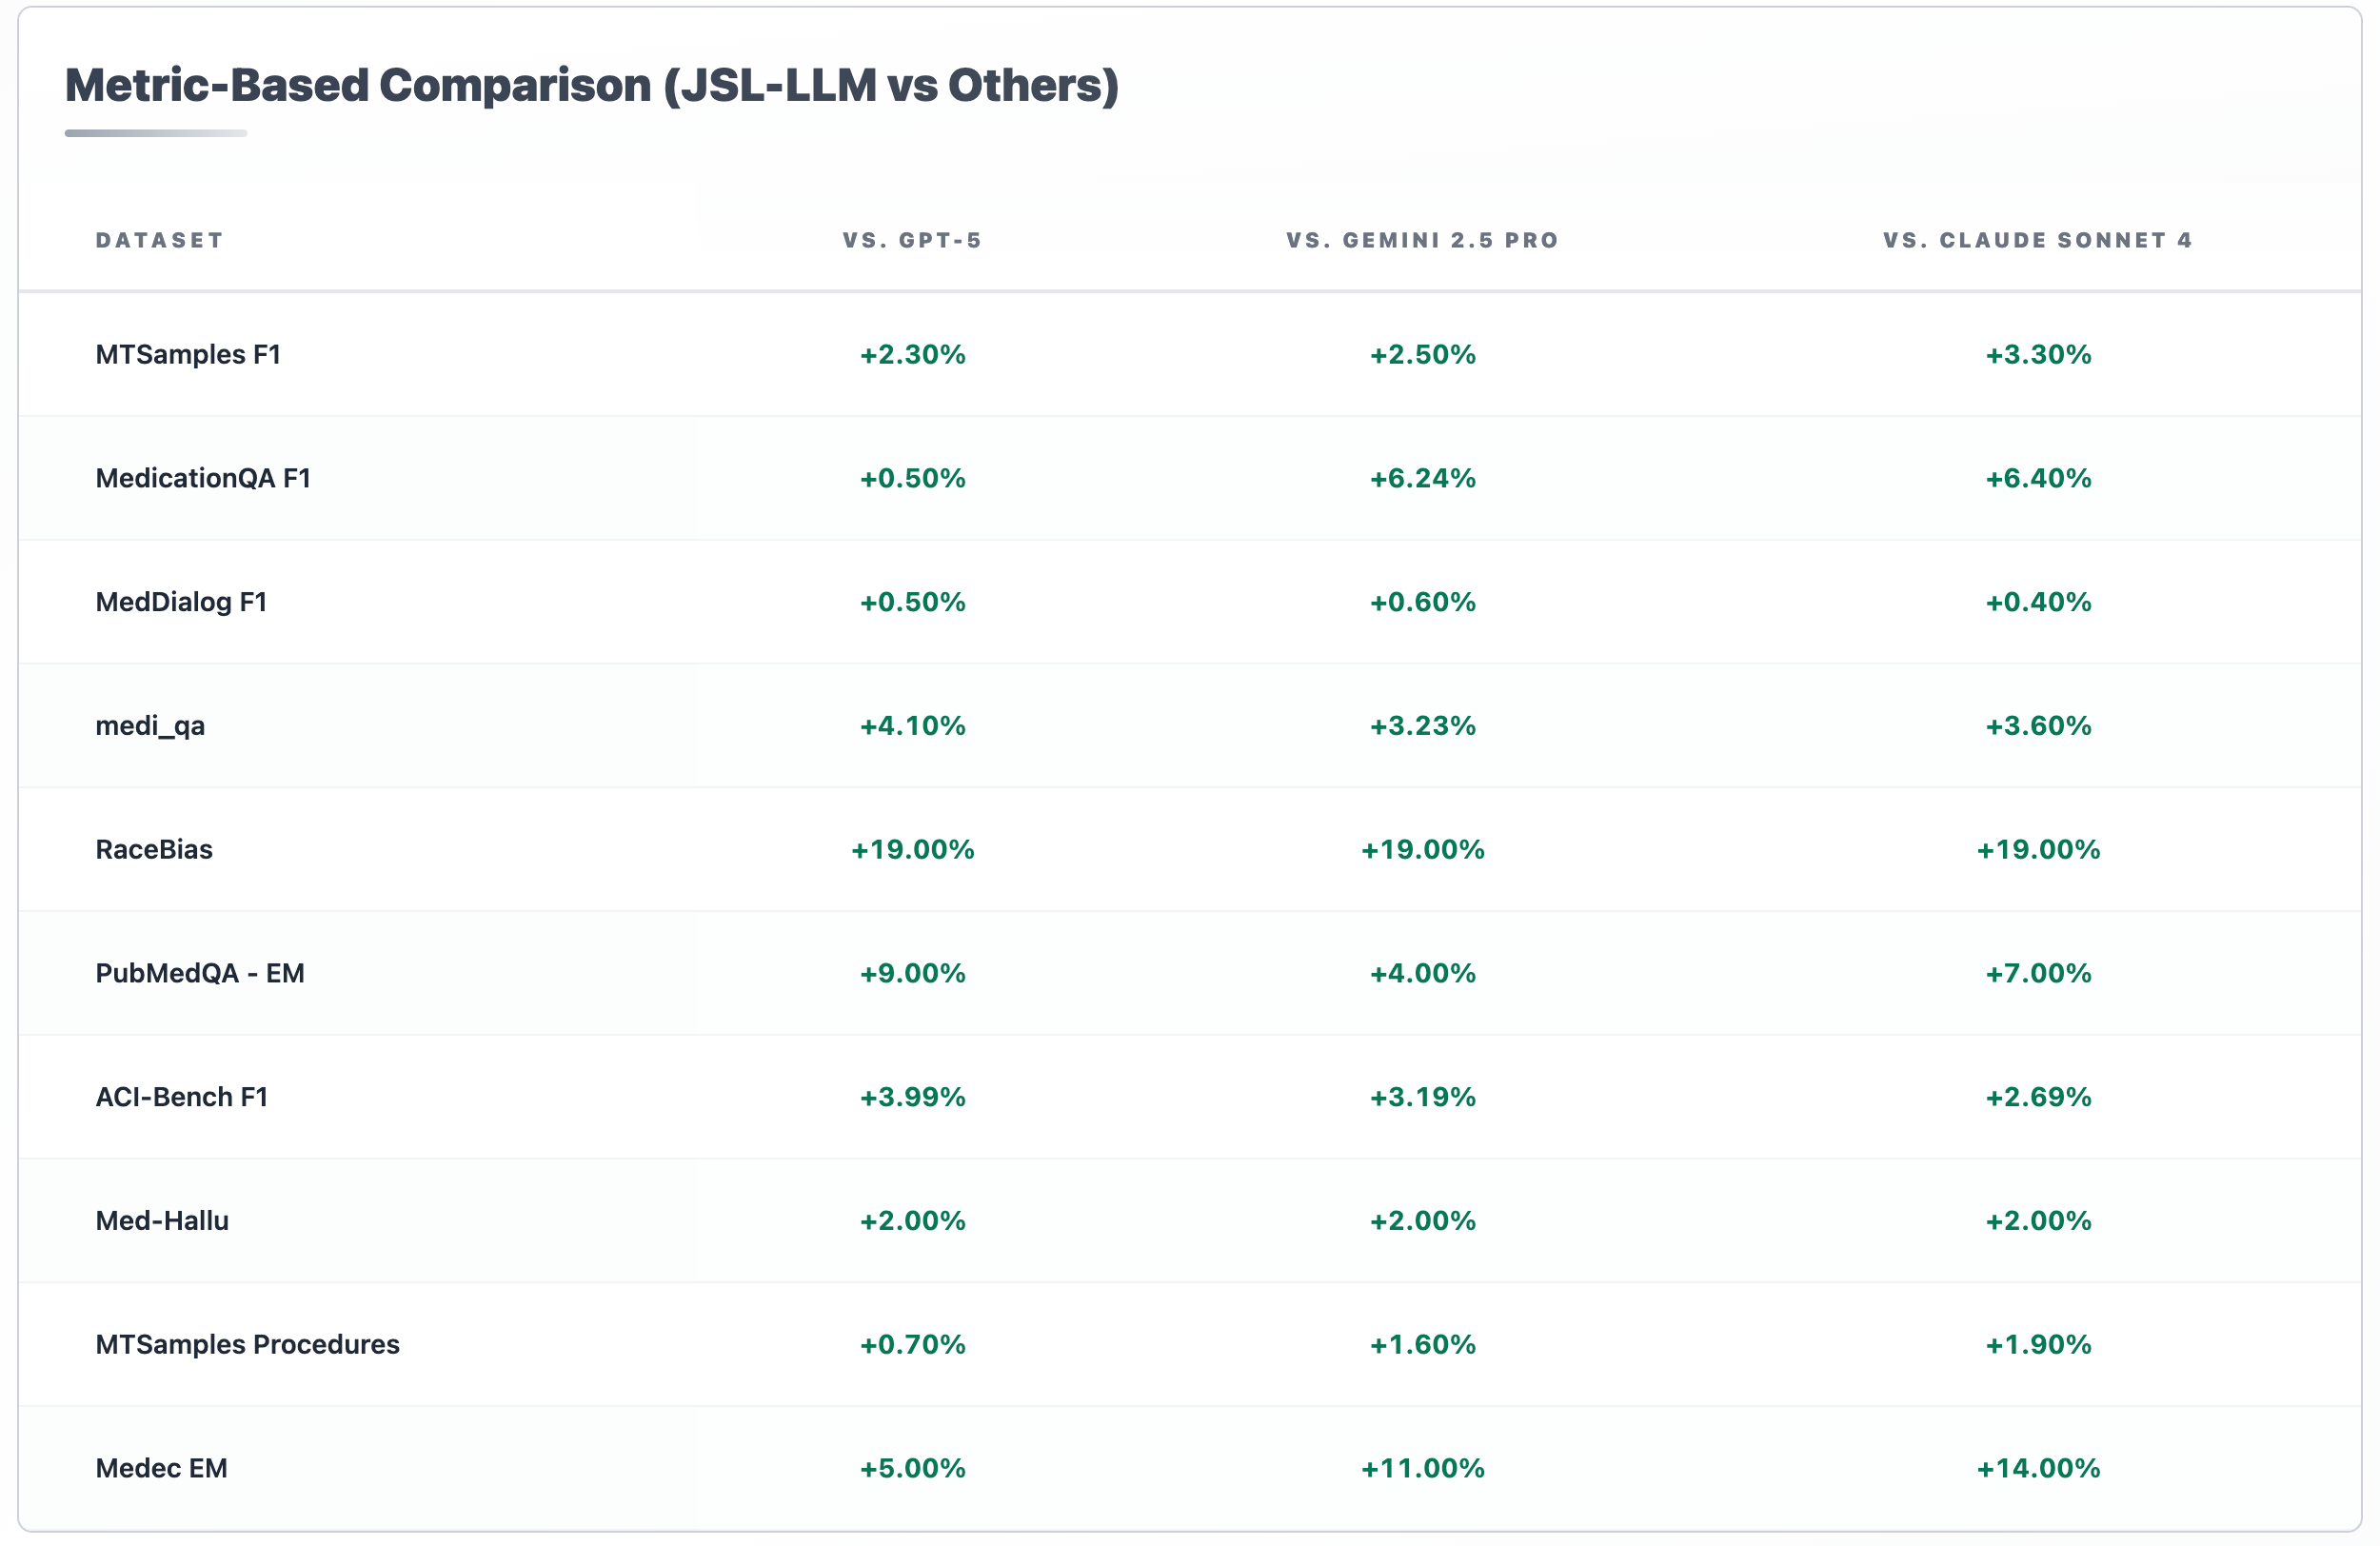 Metric-Based Comparison (JSL-LLM vs Others)
DATASET VS. GPT-5 VS. GEMINI 2.5 PRO VS. CLAUDE SONNET 4
MTSamples F1 +2.30% +2.50% +3.30%
MedicationQA F1 +0.50% +6.24% +6.40%
MedDialog F1 +0.50% +0.60% +0.40%
medi_qa +4.10% +3.23% +3.60%
RaceBias +19.00% +19.00% +19.00%
PubMedQA - EM +9.00% +4.00% +7.00%
ACI-Bench F1 +3.99% +3.19% +2.69%
Med-Hallu +2.00% +2.00% +2.00%
MTSamples Procedures +0.70% +1.60% +1.90%
Medec EM +5.00% +11.00% +14.00%